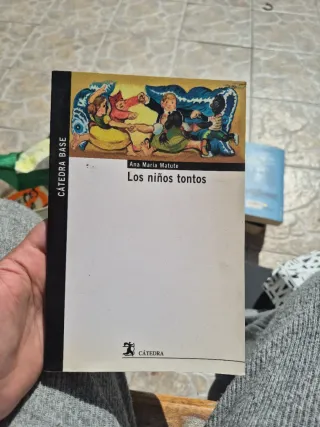 CÁTEDRA BASE
Ana María Matute
Los niños tontos
CÁTEDRA